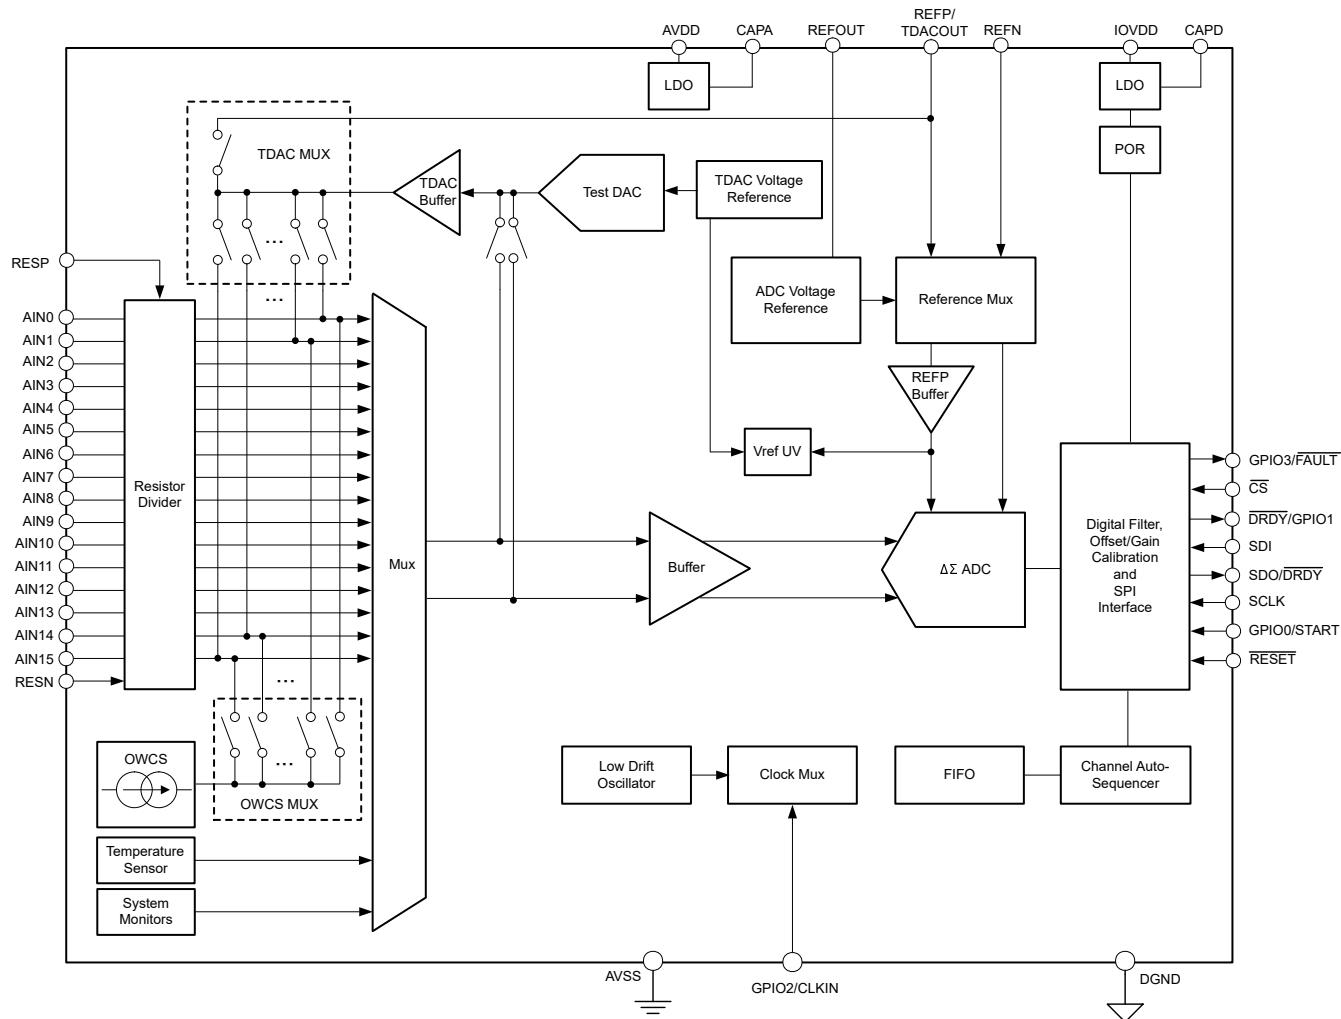 AVDD
CAPA
REFOUT
REFP/
TDACOUT
REFN
IOVDD
CAPD
LDO
LDO
POR
TDAC MUX
TDAC
Buffer
Test DAC
TDAC Voltage
Reference
...
...
RESP
ADC Voltage
Reference
Reference Mux
REFP
Buffer
Vref UV
AIN0
AIN1
AIN2
AIN3
AIN4
AIN5
AIN6
AIN7
AIN8
AIN9
AIN10
AIN11
AIN12
AIN13
AIN14
AIN15
RESN
Resistor
Divider
Mux
Buffer
ΔΣ ADC
Digital Filter,
Offset/Gain
Calibration
and
SPI
Interface
GPIO3/FAULT
CS
DRDY/GPIO1
SDI
SDO/DRDY
SCLK
GPIO0/START
RESET
...
...
OWCS
OWCS MUX
Temperature
Sensor
System
Monitors
Low Drift
Oscillator
Clock Mux
FIFO
Channel Auto-
Sequencer
AVSS
GPIO2/CLKIN
DGND